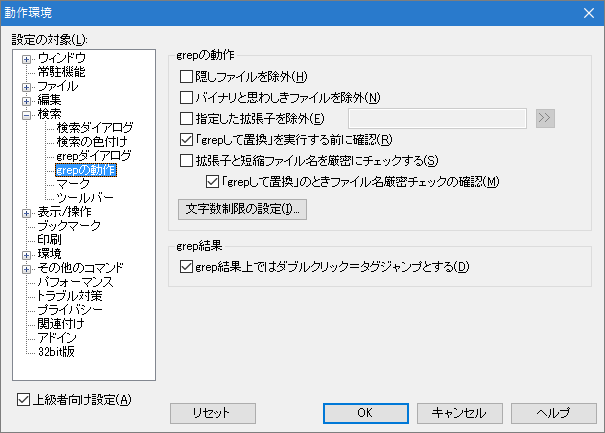 動作環境
設定の対象(L):
ウィンドウ
常駐機能
ファイル
編集
検索
検索ダイアログ
検索の色付け
grepダイアログ
grepの動作
マーク
ツールバー
表示/操作
ブックマーク
印刷
環境
その他のコマンド
パフォーマンス
トラブル対策
プライバシー
関連付け
アドイン
32bit版
上級者向け設定(A)
grepの動作
隠しファイルを除外(H)
バイナリと思わしきファイルを除外(N)
指定した拡張子を除外(E)
>>
「grepして置換」を実行する前に確認(R)
拡張子と短縮ファイル名を厳密にチェックする(S)
「grepして置換」のときファイル名厳密チェックの確認(M)
文字数制限の設定(I)...
grep結果
grep結果上ではダブルクリック＝タグジャンプとする(D)
リセット
OK
キャンセル
ヘルプ